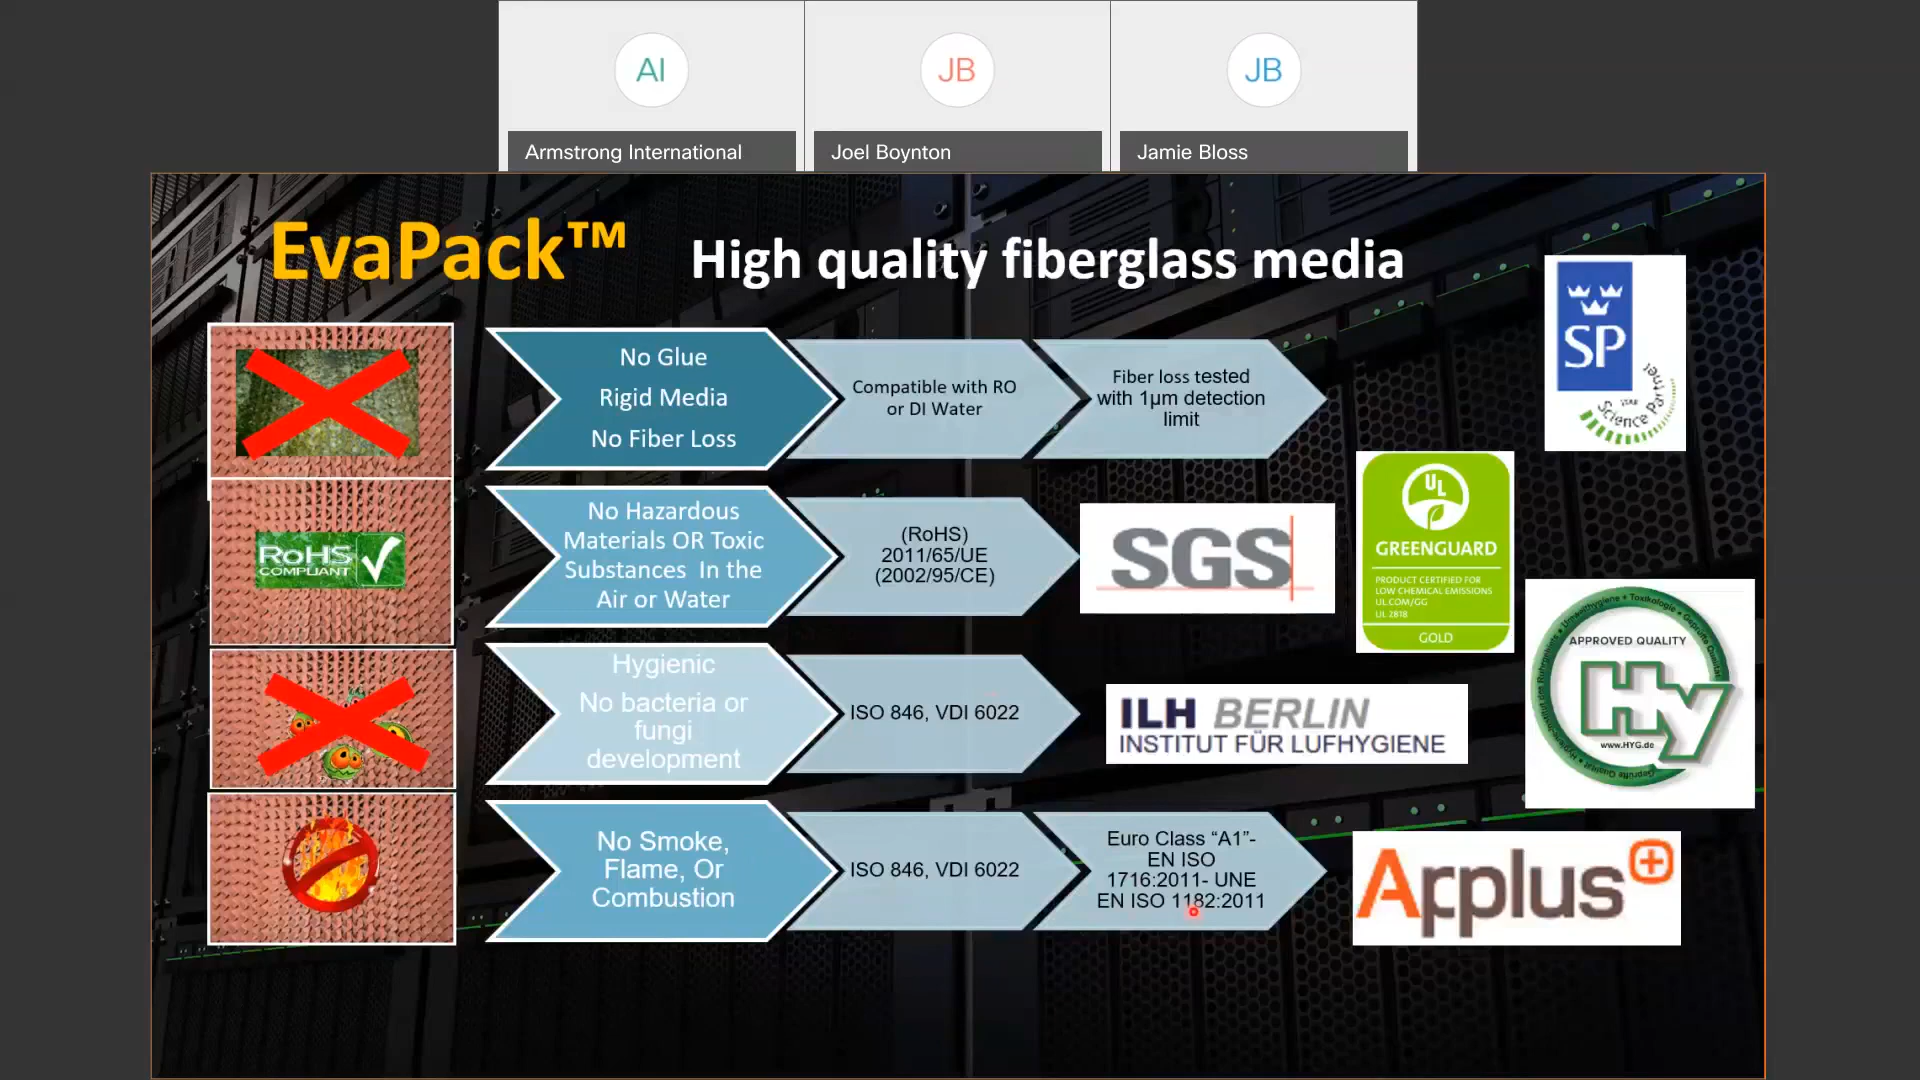 AI
JB
JB
Armstrong International
Joel Boynton
Jamie Bloss
EvaPack™
High quality fiberglass media
No Glue
Rigid Media
No Fiber Loss
Compatible with RO
or DI Water
Fiber loss tested
with 1µm detection
limit
SP
Science Partner
RoHS
COMPLIANT
No Hazardous
Materials OR Toxic
Substances In the
Air or Water
(RoHS)
2011/65/UE
(2002/95/CE)
SGS
UL
GREENGUARD
PRODUCT CERTIFIED FOR
LOW CHEMICAL EMISSIONS
UL.COM/GG
UL 2818
GOLD
Hygienic
No bacteria or
fungi
development
ISO 846, VDI 6022
ILH BERLIN
INSTITUT FÜR LUFHYGIENE
APPROVED QUALITY
Hy
www.HYG.de
No Smoke,
Flame, Or
Combustion
ISO 846, VDI 6022
Euro Class “A1”-
EN ISO
1716:2011- UNE
EN ISO 1182:2011
Applus+